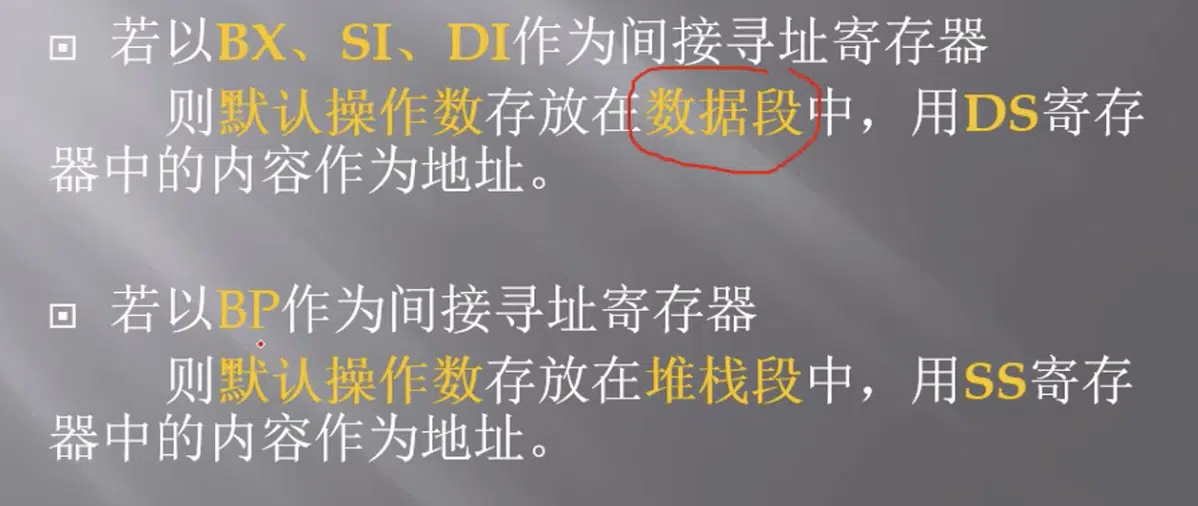 若以BX、SI、DI作为间接寻址寄存器
则默认操作数存放在数据段中，用DS寄存
器中的内容作为地址。
若以BP作为间接寻址寄存器
则默认操作数存放在堆栈段中，用SS寄存
器中的内容作为地址。